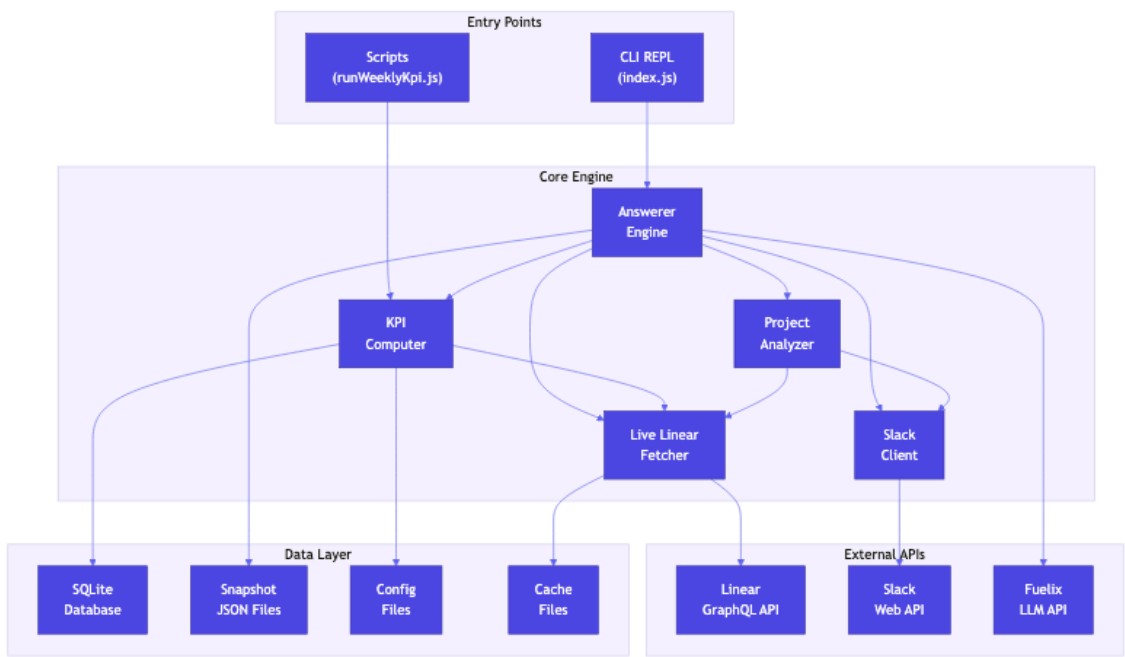 Entry Points
Scripts
(runWeeklyKpi.js)
CLI REPL
(index.js)
Core Engine
Answerer
Engine
KPI
Computer
Project
Analyzer
Live Linear
Fetcher
Slack
Client
Data Layer
SQLite
Database
Snapshot
JSON Files
Config
Files
Cache
Files
External APIs
Linear
GraphQL API
Slack
Web API
Fuelix
LLM API